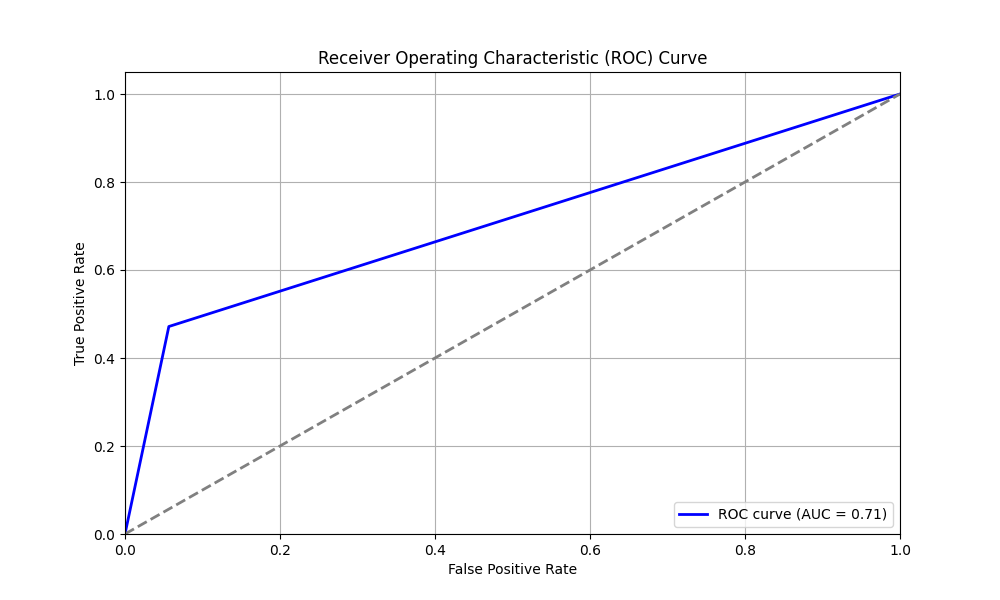 Receiver Operating Characteristic (ROC) Curve
True Positive Rate
1.0
0.8
0.6
0.4
0.2
0.0
0.0 0.2 0.4 0.6 0.8 1.0
False Positive Rate
ROC curve (AUC = 0.71)